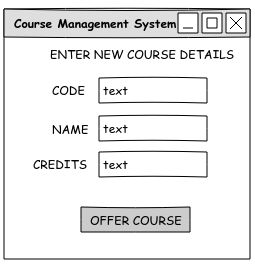 Course Management System
ENTER NEW COURSE DETAILS
CODE text
NAME text
CREDITS text
OFFER COURSE